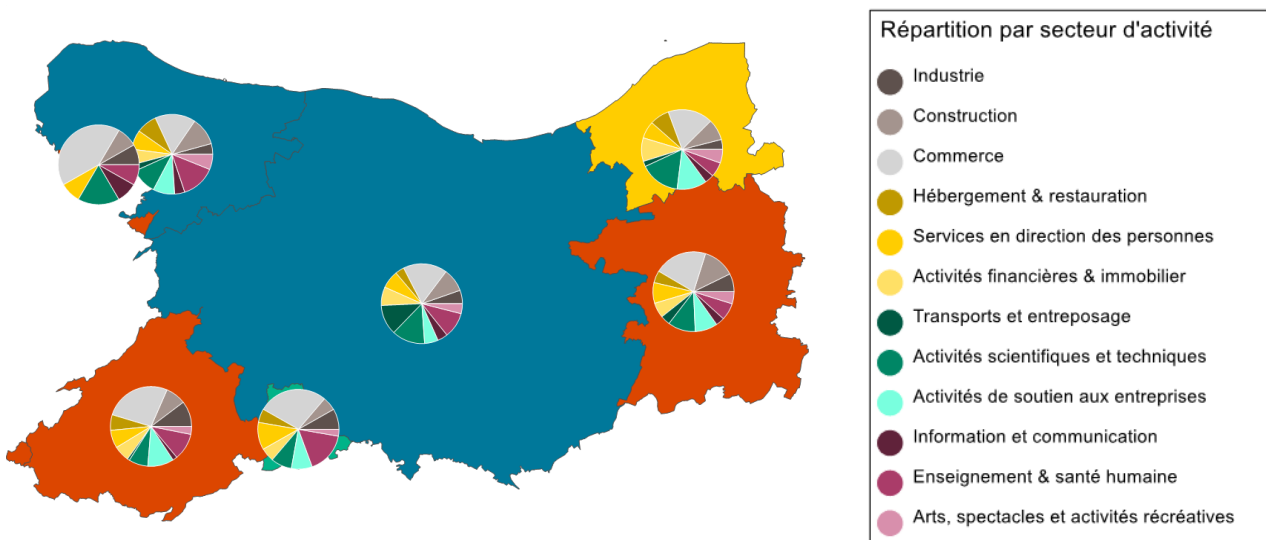 Répartition par secteur d'activité
Industrie
Construction
Commerce
Hébergement & restauration
Services en direction des personnes
Activités financières & immobilier
Transports et entreposage
Activités scientifiques et techniques
Activités de soutien aux entreprises
Information et communication
Enseignement & santé humaine
Arts, spectacles et activités récréatives